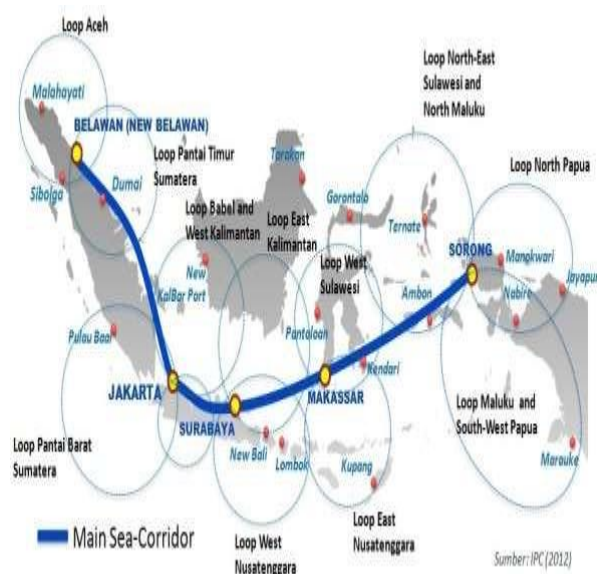 Loop Aceh
Malahayati
BELAWAN (NEW BELAWAN)
Sibolga
Dumai
Loop Pantai Timur
Sumatera
Loop Babel and
West Kalimantan
New
KalBar Port
Tarakan
Loop East
Kalimantan
Loop North-East
Sulawesi and
North Maluku
Gorontalo
Ternate
Loop West
Sulawesi
Loop North Papua
SORONG
Manokwari
Nabire
Jayapur
Ambon
Pulau Baai
Pantoloan
Kendari
JAKARTA
SURABAYA
MAKASSAR
New Bali
Lombok
Kupang
Loop Maluku and
South-West Papua
Marauke
Loop Pantai Barat
Sumatera
Loop West
Nusatenggara
Loop East
Nusatenggara
Main Sea-Corridor
Sumber: IPC (2012)